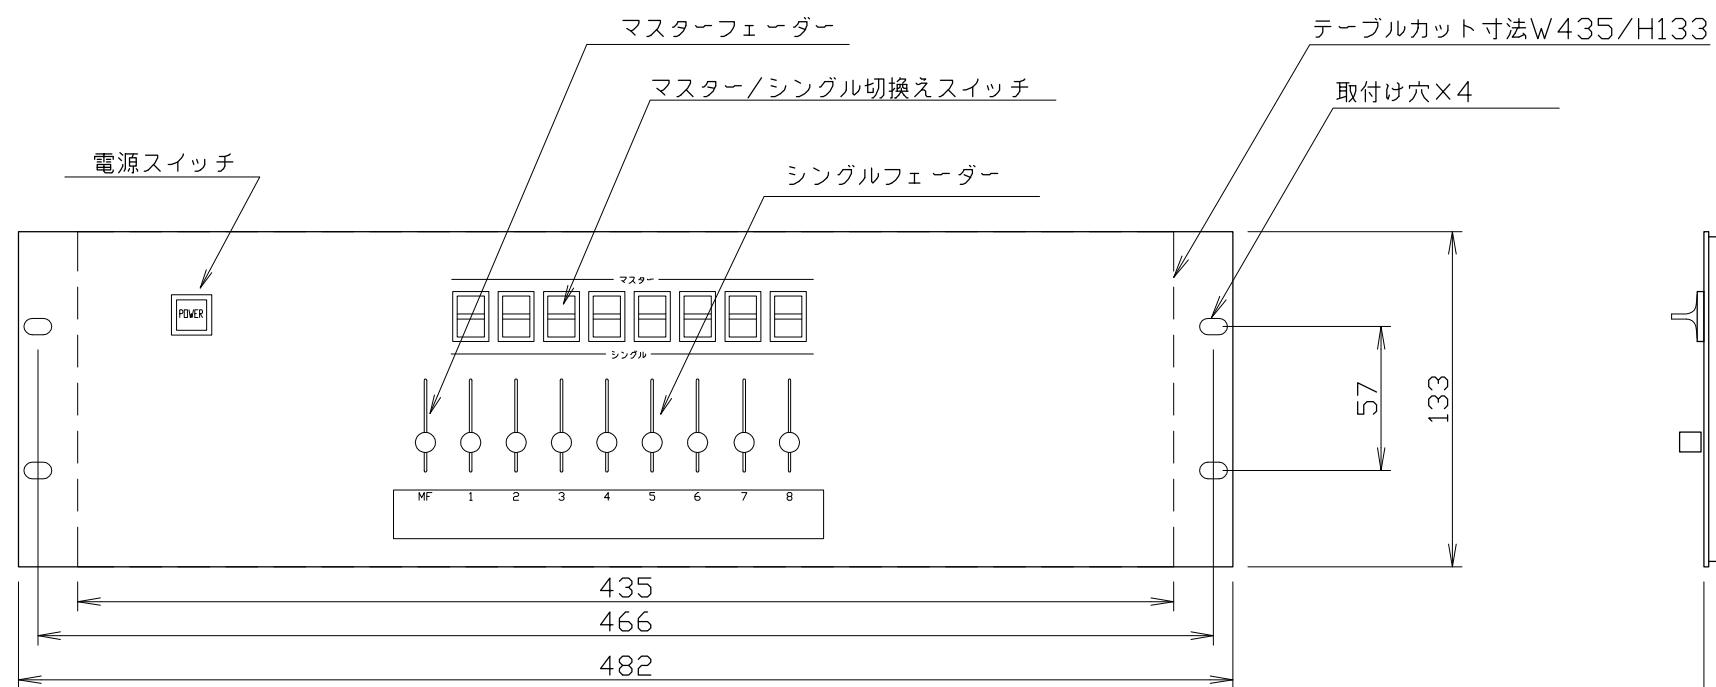 マスターフェーダー
テーブルカット寸法W435/H133
マスター/シングル切換えスイッチ
取付け穴×4
電源スイッチ
シングルフェーダー
マスター
POWER
シングル
57
133
MF 1 2 3 4 5 6 7 8
435
466
482